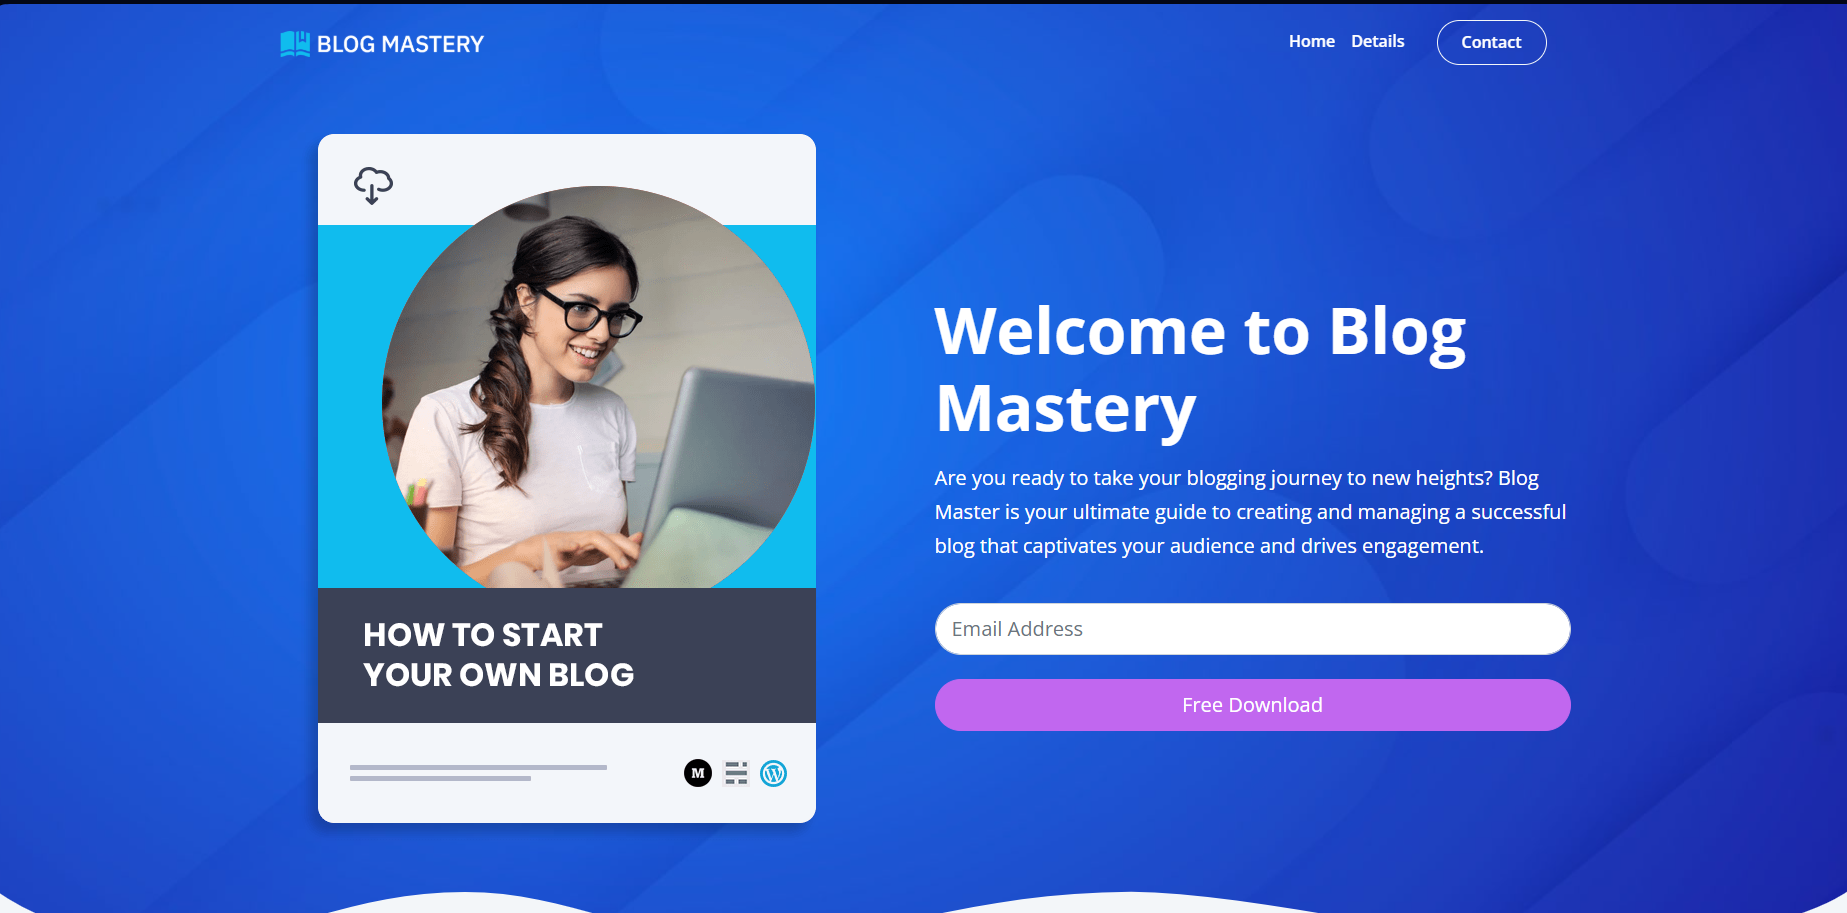 BLOG MASTERY
Home
Details
Contact
HOW TO START
YOUR OWN BLOG
M
Welcome to Blog
Mastery
Are you ready to take your blogging journey to new heights? Blog
Master is your ultimate guide to creating and managing a successful
blog that captivates your audience and drives engagement.
Email Address
Free Download